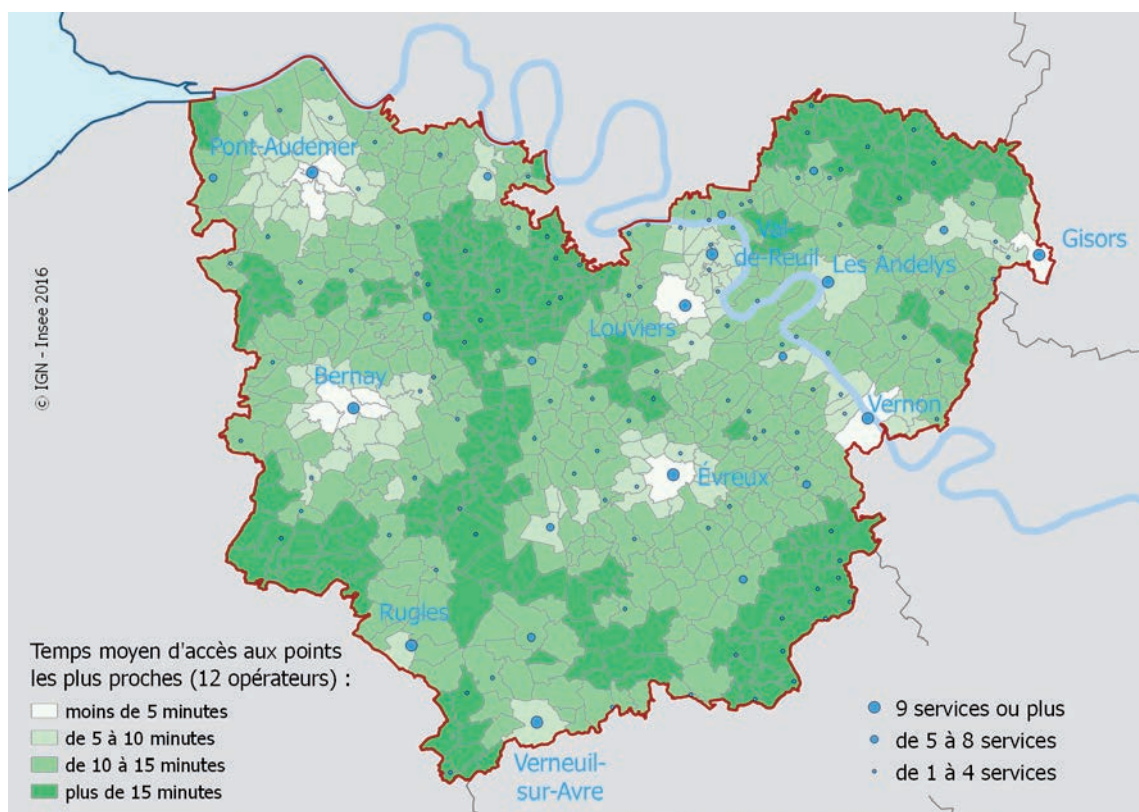 Pont-Audemer
Gisors
Val-
de-Reuil
Les Andelys
Louviers
© IGN - Insee 2016
Bernay
Vernon
Évreux
Rugles
Temps moyen d'accès aux points
les plus proches (12 opérateurs) :
moins de 5 minutes
de 5 à 10 minutes
de 10 à 15 minutes
plus de 15 minutes
Verneuil-
sur-Avre
9 services ou plus
de 5 à 8 services
de 1 à 4 services